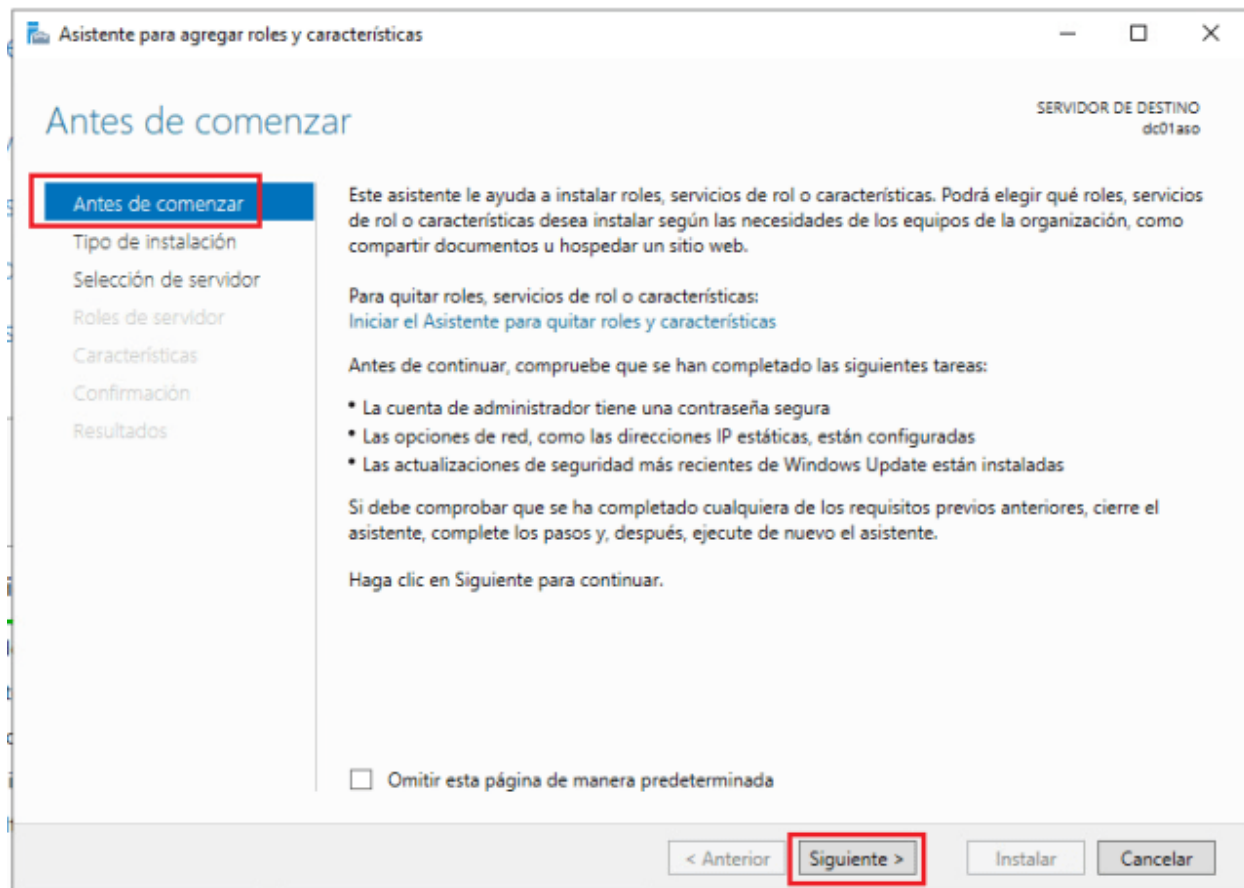 Asistente para agregar roles y características
Antes de comenzar
SERVIDOR DE DESTINO
dc01aso
Antes de comenzar
Tipo de instalación
Selección de servidor
Roles de servidor
Características
Confirmación
Resultados
Este asistente le ayuda a instalar roles, servicios de rol o características. Podrá elegir qué roles, servicios
de rol o características desea instalar según las necesidades de los equipos de la organización, como
compartir documentos u hospedar un sitio web.
Para quitar roles, servicios de rol o características:
Iniciar el Asistente para quitar roles y características
Antes de continuar, compruebe que se han completado las siguientes tareas:
• La cuenta de administrador tiene una contraseña segura
• Las opciones de red, como las direcciones IP estáticas, están configuradas
• Las actualizaciones de seguridad más recientes de Windows Update están instaladas
Si debe comprobar que se ha completado cualquiera de los requisitos previos anteriores, cierre el
asistente, complete los pasos y, después, ejecute de nuevo el asistente.
Haga clic en Siguiente para continuar.
Omitir esta página de manera predeterminada
< Anterior
Siguiente >
Instalar
Cancelar